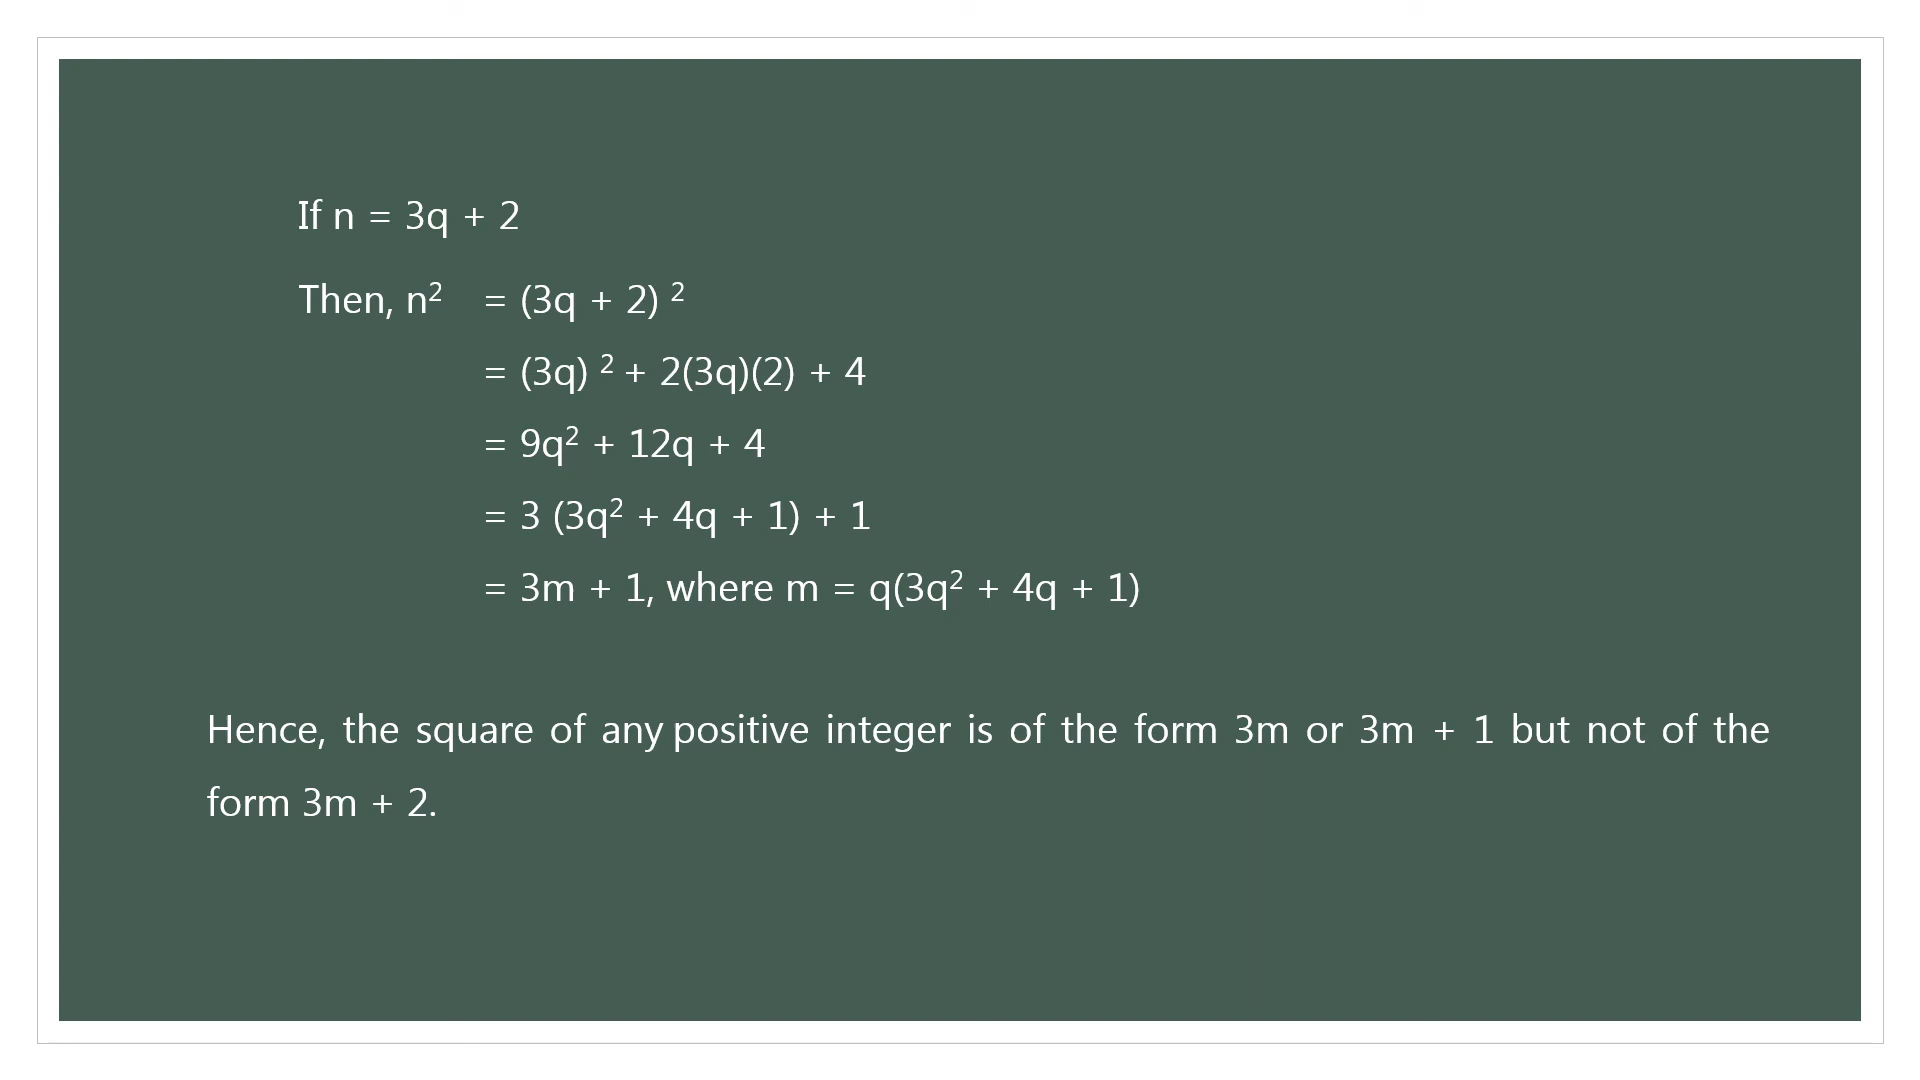 If n = 3q + 2
Then, n² = (3q + 2) ²
= (3q) ² + 2(3q)(2) + 4
= 9q² + 12q + 4
= 3 (3q² + 4q + 1) + 1
= 3m + 1, where m = q(3q² + 4q + 1)
Hence, the square of any positive integer is of the form 3m or 3m + 1 but not of the
form 3m + 2.